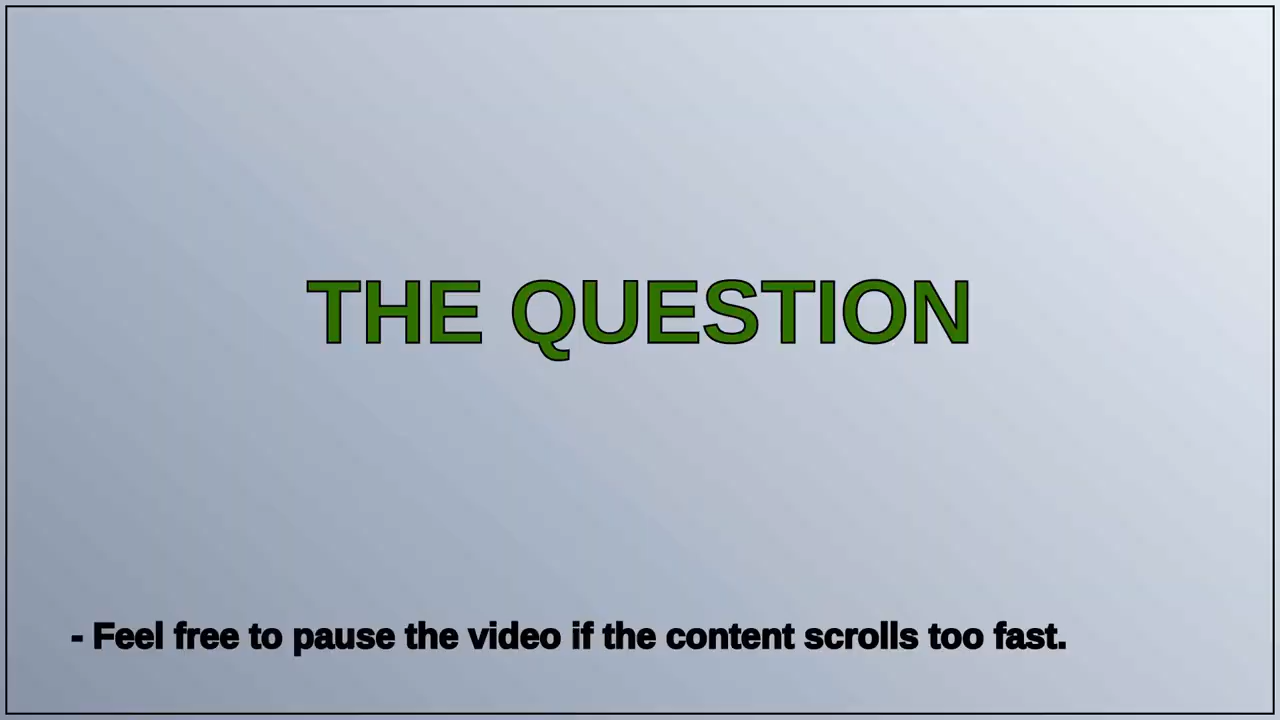 THE QUESTION
- Feel free to pause the video if the content scrolls too fast.